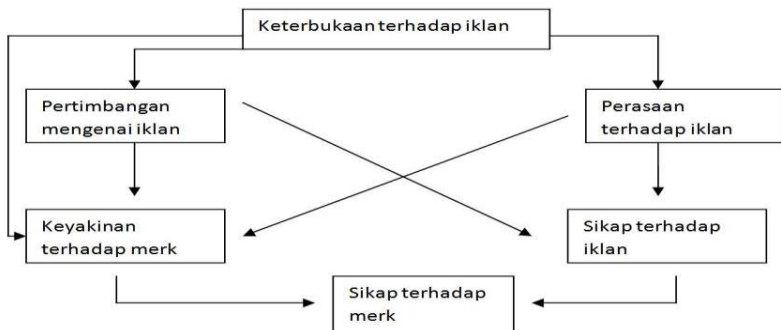 Keterbukaan terhadap iklan
Pertimbangan
mengenai iklan
Perasaan
terhadap iklan
Keyakinan
terhadap merk
Sikap terhadap
iklan
Sikap terhadap
merk